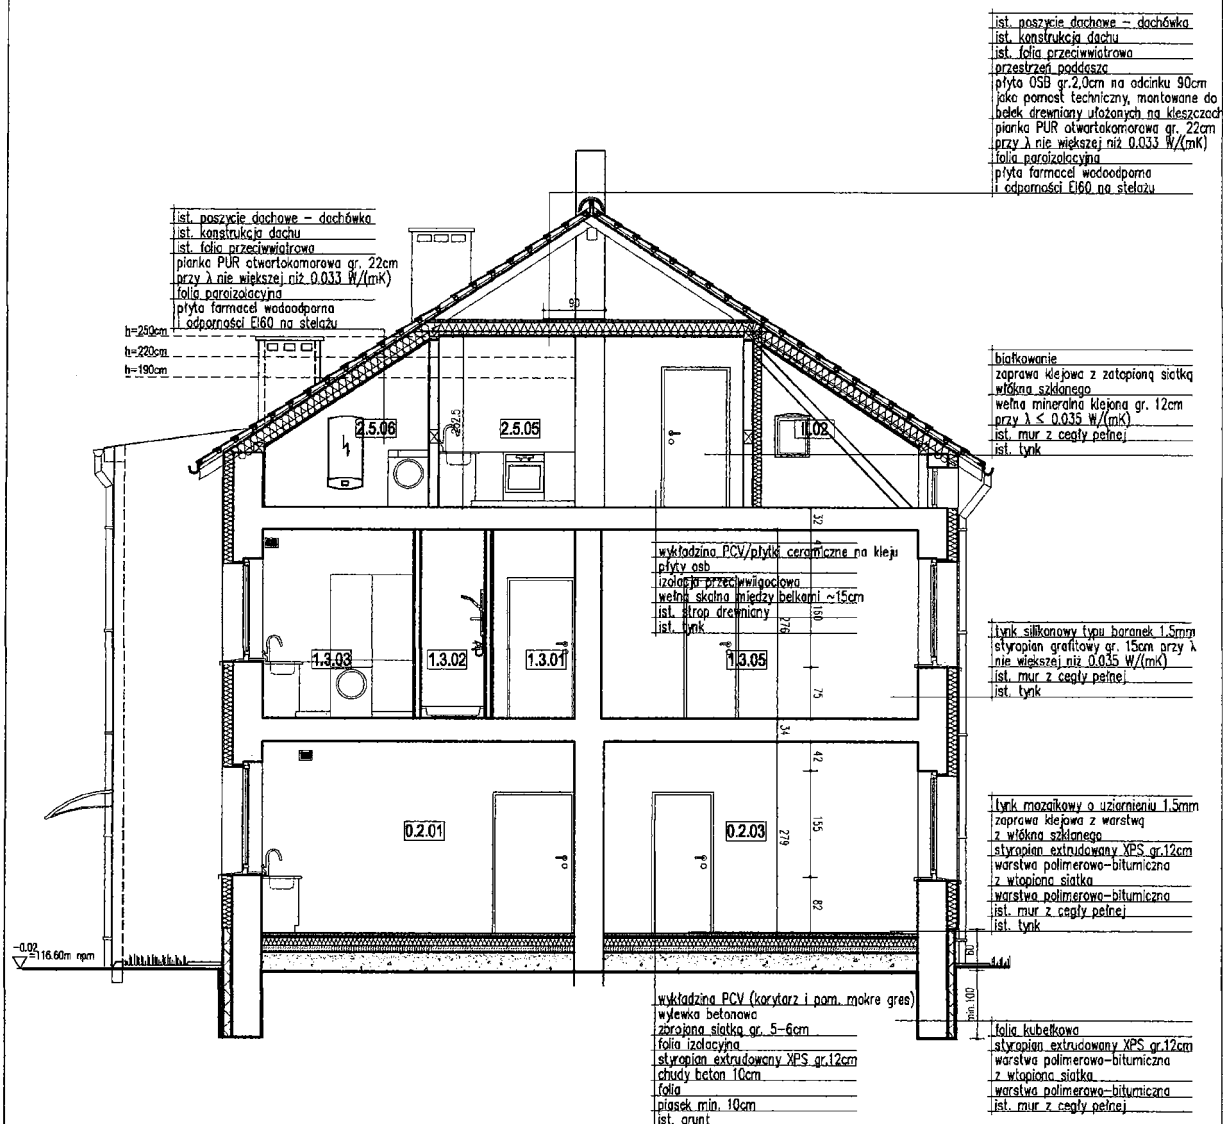 ist. poszycie dachowe – dachówka
ist. konstrukcja dachu
ist. folia przeciwwiatrowa
przestrzeń poddasza
płyta OSB gr.2,0cm na odcinku 90cm
jako pomost techniczny, montowane do
belek drewniany ułożonych na kleszczach
pianka PUR otwartokomorowa gr. 22cm
przy λ nie większej niż 0.033 W/(mK)
folia paroizolacyjna
płyta farmacel wodoodporna
i odporności EI60 na stelażu
ist. poszycie dachowe – dachówka
ist. konstrukcja dachu
ist. folia przeciwwiatrowa
pianka PUR otwartokomorowa gr. 22cm
przy λ nie większej niż 0.033 W/(mK)
folia paroizolacyjna
płyta farmacel wodoodporna
i odporności EI60 na stelażu
h=250cm
h=220cm
h=190cm
90
białkowanie
zaprawa klejowa z zatopioną siatką
włókna szklanego
wełna mineralna klejona gr. 12cm
przy λ ≤ 0.035 W/(mK)
ist. mur z cegły pełnej
ist. tynk
2.5.06
2.5.05
32
wykładzina PCV/płytki ceramiczne na kleju
płyty osb
izolacja przeciwwilgociowa
wełna skalna między belkami ~15cm
ist. strop drewniany
ist. tynk
160
276
75
1.3.03
1.3.02
1.3.01
1.3.05
tynk silikonowy typu baranek 1.5mm
styropian grafitowy gr. 15cm przy λ
nie większej niż 0.035 W/(mK)
ist. mur z cegły pełnej
ist. tynk
34
42
155
279
82
0.2.01
0.2.03
tynk mozaikowy o uziarnieniu 1.5mm
zaprawa klejowa z warstwą
z włókna szklanego
styropian extrudowany XPS gr.12cm
warstwa polimerowo-bitumiczna
z wtopioną siatką
warstwa polimerowo-bitumiczna
ist. mur z cegły pełnej
ist. tynk
-0.02
=116.60m npm
60
min.100
wykładzina PCV (korytarz i pom. mokre gres)
wylewka betonowa
zbrojona siatką gr. 5-6cm
folia izolacyjna
styropian extrudowany XPS gr.12cm
chudy beton 10cm
folia
piasek min. 10cm
ist. grunt
folia kubełkowa
styropian extrudowany XPS gr.12cm
warstwa polimerowo-bitumiczna
z wtopioną siatką
warstwa polimerowo-bitumiczna
ist. mur z cegły pełnej